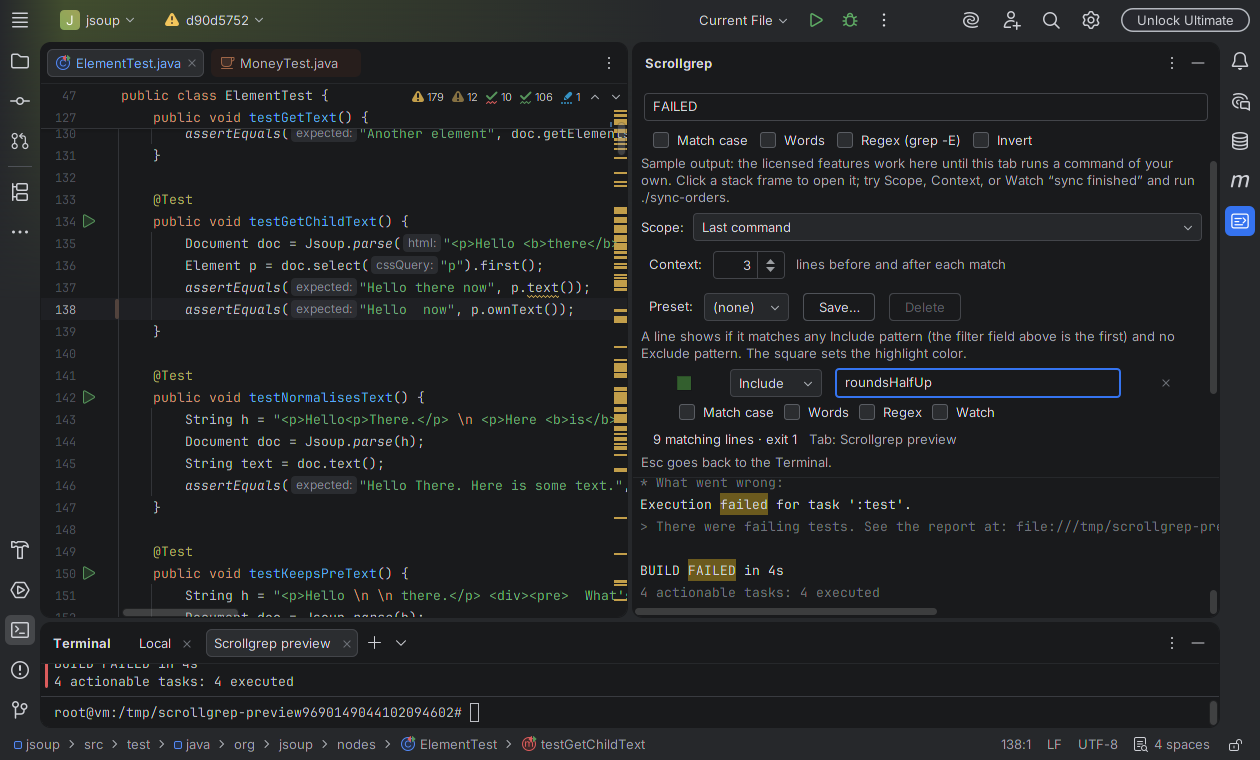 J jsoup d90d5752 Current File Unlock Ultimate
ElementTest.java MoneyTest.java
47 public class ElementTest { 179 12 10 106 1
127 public void testGetText() {
130 assertEquals( expected: "Another element", doc.getElemen
131 }
132
133 @Test
134 public void testGetChildText() {
135 Document doc = Jsoup.parse( html: "<p>Hello <b>there</b>
136 Element p = doc.select( cssQuery: "p").first();
137 assertEquals( expected: "Hello there now", p.text());
138 assertEquals( expected: "Hello  now", p.ownText());
139 }
140
141 @Test
142 public void testNormalisesText() {
143 String h = "<p>Hello<p>There.</p> \n <p>Here <b>is</b>
144 Document doc = Jsoup.parse(h);
145 String text = doc.text();
146 assertEquals( expected: "Hello There. Here is some text.",
147 }
148
149 @Test
150 public void testKeepsPreText() {
151 String h = "<p>Hello \n \n there.</p> <div><pre>  What'
152 Document doc = Jsoup.parse(h);
Scrollgrep
FAILED
Match case Words Regex (grep -E) Invert
Sample output: the licensed features work here until this tab runs a command of your
own. Click a stack frame to open it; try Scope, Context, or Watch “sync finished” and run
./sync-orders.
Scope: Last command
Context: 3 lines before and after each match
Preset: (none) Save... Delete
A line shows if it matches any Include pattern (the filter field above is the first) and no
Exclude pattern. The square sets the highlight color.
Include roundsHalfUp
Match case Words Regex Watch
9 matching lines · exit 1 Tab: Scrollgrep preview
Esc goes back to the Terminal.
* What went wrong:
Execution failed for task ':test'.
> There were failing tests. See the report at: file:///tmp/scrollgrep-pre
BUILD FAILED in 4s
4 actionable tasks: 4 executed
Terminal Local Scrollgrep preview
BUILD FAILED in 4s
4 actionable tasks: 4 executed
root@vm:/tmp/scrollgrep-preview9690149044102094602#
jsoup > src > test > java > org > jsoup > nodes > ElementTest > testGetChildText 138:1 LF UTF-8 4 spaces